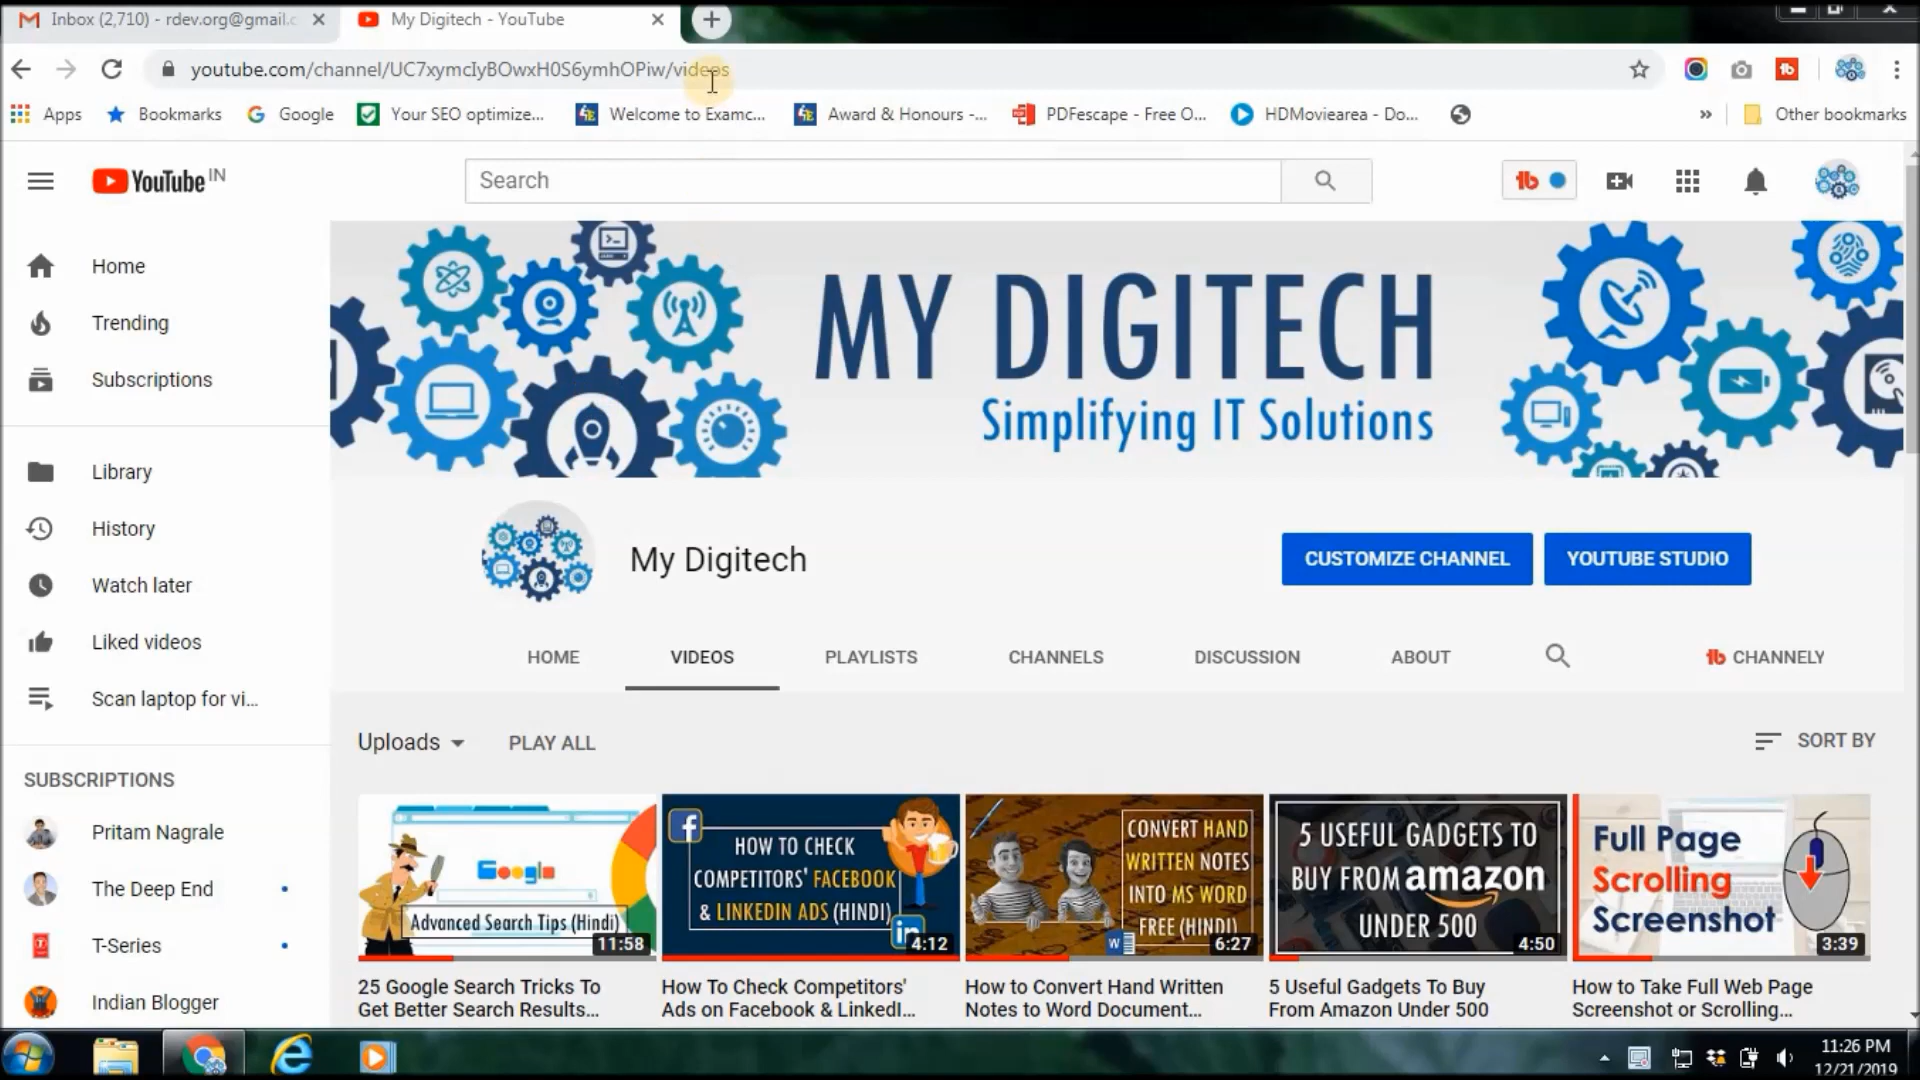 Inbox (2,710) - rdev.org@gmail.c
My Digitech - YouTube
youtube.com/channel/UC7xymcIyBOwxH0S6ymhOPiw/videos
Apps
Bookmarks
Google
Your SEO optimize...
Welcome to Examc...
Award & Honours -...
PDFescape - Free O...
HDMoviearea - Do...
»
Other bookmarks
YouTube IN
Search
Home
Trending
Subscriptions
Library
History
Watch later
Liked videos
Scan laptop for vi...
SUBSCRIPTIONS
Pritam Nagrale
The Deep End
T-Series
Indian Blogger
MY DIGITECH
Simplifying IT Solutions
My Digitech
CUSTOMIZE CHANNEL
YOUTUBE STUDIO
HOME
VIDEOS
PLAYLISTS
CHANNELS
DISCUSSION
ABOUT
CHANNELY
Uploads
PLAY ALL
SORT BY
Google
Advanced Search Tips (Hindi)
11:58
25 Google Search Tricks To
Get Better Search Results...
HOW TO CHECK
COMPETITORS' FACEBOOK
& LINKEDIN ADS (HINDI)
4:12
How To Check Competitors'
Ads on Facebook & LinkedI...
CONVERT HAND
WRITTEN NOTES
INTO MS WORD
FREE (HINDI)
6:27
How to Convert Hand Written
Notes to Word Document...
5 USEFUL GADGETS TO
BUY FROM amazon
UNDER 500
4:50
5 Useful Gadgets To Buy
From Amazon Under 500
Full Page
Scrolling
Screenshot
3:39
How to Take Full Web Page
Screenshot or Scrolling...
11:26 PM
12/21/2019